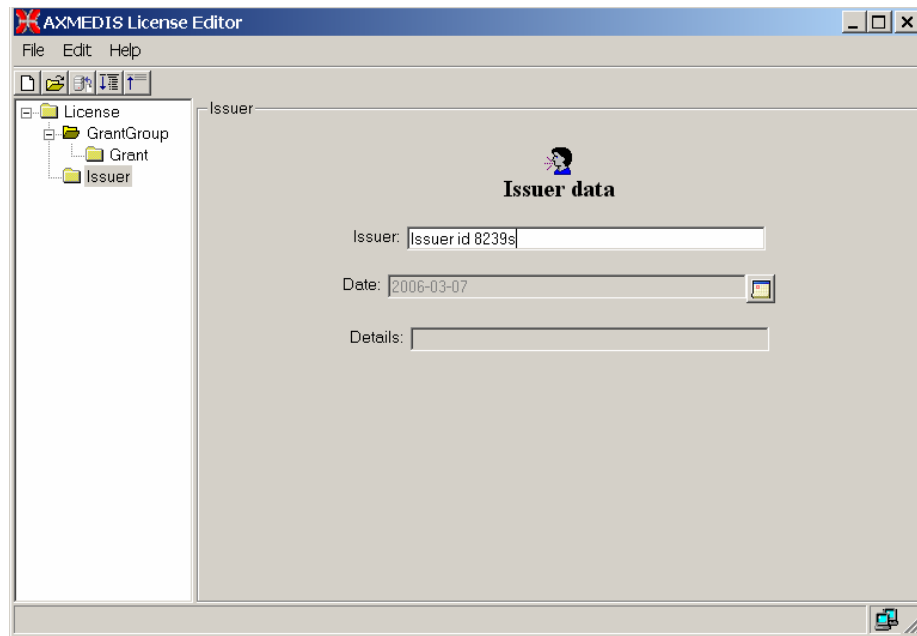 AXMEDIS License Editor
File Edit Help
License
GrantGroup
Grant
Issuer
Issuer
Issuer data
Issuer: Issuer id 8239s
Date: 2006-03-07
Details: